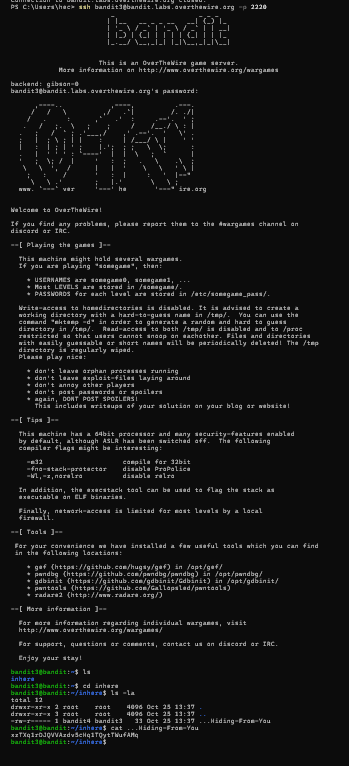 PS C:\Users\hec> ssh bandit3@bandit.labs.overthewire.org -p 2220
This is an OverTheWire game server.
More information on http://www.overthewire.org/wargames
backend: gibson-0
bandit3@bandit.labs.overthewire.org's password:
www. ver he ire.org
Welcome to OverTheWire!
If you find any problems, please report them to the #wargames channel on
discord or IRC.
--[ Playing the games ]--
This machine might hold several wargames.
If you are playing "somegame", then:
* USERNAMES are somegame0, somegame1, ...
* Most LEVELS are stored in /somegame/.
* PASSWORDS for each level are stored in /etc/somegame_pass/.
Write-access to homedirectories is disabled. It is advised to create a
working directory with a hard-to-guess name in /tmp/. You can use the
command "mktemp -d" in order to generate a random and hard to guess
directory in /tmp/. Read-access to both /tmp/ is disabled and to /proc
restricted so that users cannot snoop on eachother. Files and directories
with easily guessable or short names will be periodically deleted! The /tmp
directory is regularly wiped.
Please play nice:
* don't leave orphan processes running
* don't leave exploit-files laying around
* don't annoy other players
* don't post passwords or spoilers
* again, DONT POST SPOILERS!
This includes writeups of your solution on your blog or website!
--[ Tips ]--
This machine has a 64bit processor and many security-features enabled
by default, although ASLR has been switched off. The following
compiler flags might be interesting:
-m32 compile for 32bit
-fno-stack-protector disable ProPolice
-Wl,-z,norelro disable relro
In addition, the execstack tool can be used to flag the stack as
executable on ELF binaries.
Finally, network-access is limited for most levels by a local
firewall.
--[ Tools ]--
For your convenience we have installed a few useful tools which you can find
in the following locations:
* gef (https://github.com/hugsy/gef) in /opt/gef/
* pwndbg (https://github.com/pwndbg/pwndbg) in /opt/pwndbg/
* gdbinit (https://github.com/gdbinit/Gdbinit) in /opt/gdbinit/
* pwntools (https://github.com/Gallopsled/pwntools)
* radare2 (http://www.radare.org/)
--[ More information ]--
For more information regarding individual wargames, visit
http://www.overthewire.org/wargames/
For support, questions or comments, contact us on discord or IRC.
Enjoy your stay!
bandit3@bandit:~$ ls
inhere
bandit3@bandit:~$ cd inhere
bandit3@bandit:~/inhere$ ls -la
total 12
drwxr-xr-x 2 root root 4096 Oct 25 13:37 .
drwxr-xr-x 3 root root 4096 Oct 25 13:37 ..
-rw-r----- 1 bandit4 bandit3 33 Oct 25 13:37 ...Hiding-From-You
bandit3@bandit:~/inhere$ cat ...Hiding-From-You
bandit3@bandit:~/inhere$